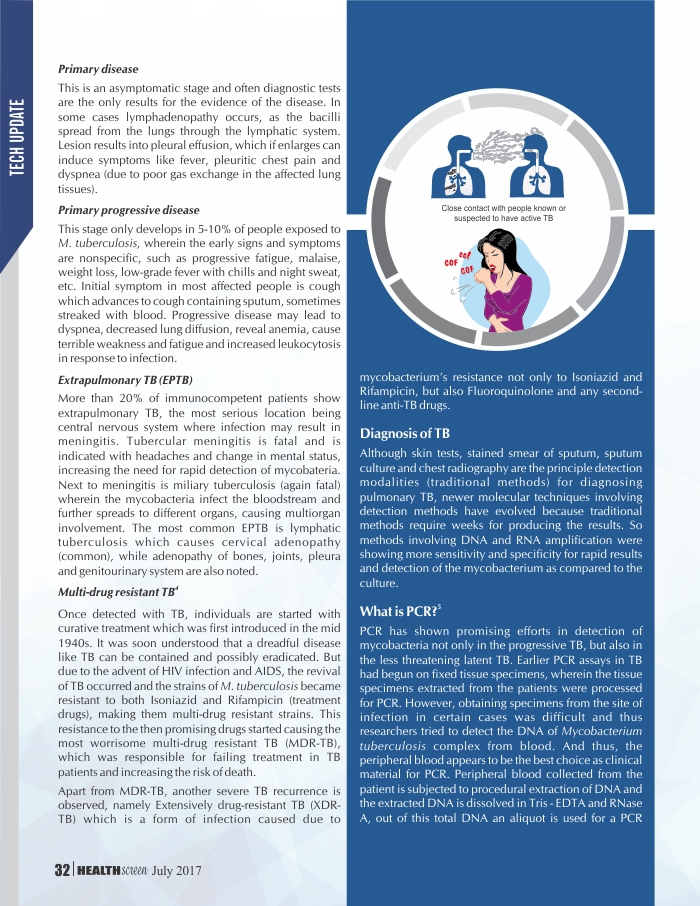 TECH UPDATE
Primary disease
This is an asymptomatic stage and often diagnostic tests
are the only results for the evidence of the disease. In
some cases lymphadenopathy occurs, as the bacilli
spread from the lungs through the lymphatic system.
Lesion results into pleural effusion, which if enlarges can
induce symptoms like fever, pleuritic chest pain and
dyspnea (due to poor gas exchange in the affected lung
tissues).
Primary progressive disease
This stage only develops in 5-10% of people exposed to
M. tuberculosis, wherein the early signs and symptoms
are nonspecific, such as progressive fatigue, malaise,
weight loss, low-grade fever with chills and night sweat,
etc. Initial symptom in most affected people is cough
which advances to cough containing sputum, sometimes
streaked with blood. Progressive disease may lead to
dyspnea, decreased lung diffusion, reveal anemia, cause
terrible weakness and fatigue and increased leukocytosis
in response to infection.
Extrapulmonary TB (EPTB)
More than 20% of immunocompetent patients show
extrapulmonary TB, the most serious location being
central nervous system where infection may result in
meningitis. Tubercular meningitis is fatal and is
indicated with headaches and change in mental status,
increasing the need for rapid detection of mycobateria.
Next to meningitis is miliary tuberculosis (again fatal)
wherein the mycobacteria infect the bloodstream and
further spreads to different organs, causing multiorgan
involvement. The most common EPTB is lymphatic
tuberculosis which causes cervical adenopathy
(common), while adenopathy of bones, joints, pleura
and genitourinary system are also noted.
Multi-drug resistant TB4
Once detected with TB, individuals are started with
curative treatment which was first introduced in the mid
1940s. It was soon understood that a dreadful disease
like TB can be contained and possibly eradicated. But
due to the advent of HIV infection and AIDS, the revival
of TB occurred and the strains of M. tuberculosis became
resistant to both Isoniazid and Rifampicin (treatment
drugs), making them multi-drug resistant strains. This
resistance to the then promising drugs started causing the
most worrisome multi-drug resistant TB (MDR-TB),
which was responsible for failing treatment in TB
patients and increasing the risk of death.
Apart from MDR-TB, another severe TB recurrence is
observed, namely Extensively drug-resistant TB (XDR-
TB) which is a form of infection caused due to
Close contact with people known or
suspected to have active TB
COF
COF
COF
mycobacterium's resistance not only to Isoniazid and
Rifampicin, but also Fluoroquinolone and any second-
line anti-TB drugs.
Diagnosis of TB
Although skin tests, stained smear of sputum, sputum
culture and chest radiography are the principle detection
modalities (traditional methods) for diagnosing
pulmonary TB, newer molecular techniques involving
detection methods have evolved because traditional
methods require weeks for producing the results. So
methods involving DNA and RNA amplification were
showing more sensitivity and specificity for rapid results
and detection of the mycobacterium as compared to the
culture.
What is PCR?5
PCR has shown promising efforts in detection of
mycobacteria not only in the progressive TB, but also in
the less threatening latent TB. Earlier PCR assays in TB
had begun on fixed tissue specimens, wherein the tissue
specimens extracted from the patients were processed
for PCR. However, obtaining specimens from the site of
infection in certain cases was difficult and thus
researchers tried to detect the DNA of Mycobacterium
tuberculosis complex from blood. And thus, the
peripheral blood appears to be the best choice as clinical
material for PCR. Peripheral blood collected from the
patient is subjected to procedural extraction of DNA and
the extracted DNA is dissolved in Tris - EDTA and RNase
A, out of this total DNA an aliquot is used for a PCR
32 HEALTHscreen July 2017